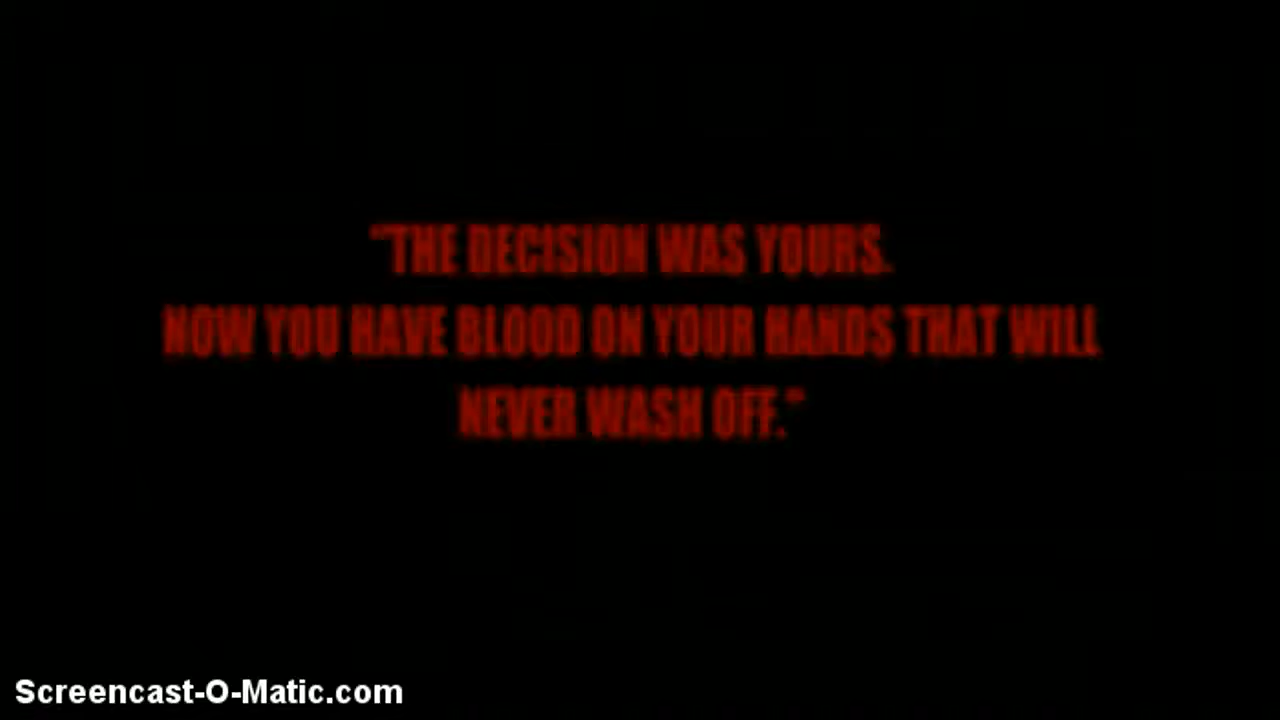 "THE DECISION WAS YOURS.
NOW YOU HAVE BLOOD ON YOUR HANDS THAT WILL
NEVER WASH OFF."
Screencast-O-Matic.com